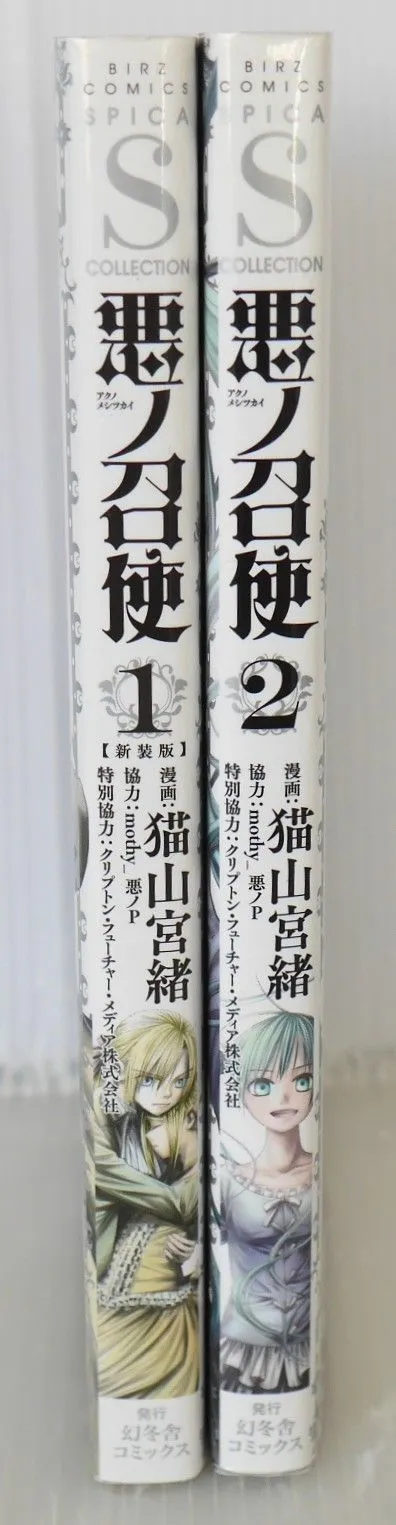 BIRZ
COMICS
SPICA
S
COLLECTION
悪ノ召使
アクノ
メシツカイ
1
【新装版】
漫画：猫山宮緒
協力：mothy_悪ノP
特別協力：クリプトン・フューチャー・メディア株式会社
発行
幻冬舎
コミックス
BIRZ
COMICS
SPICA
S
COLLECTION
悪ノ召使
アクノ
メシツカイ
2
漫画：猫山宮緒
協力：mothy_悪ノP
特別協力：クリプトン・フューチャー・メディア株式会社
発行
幻冬舎
コミックス